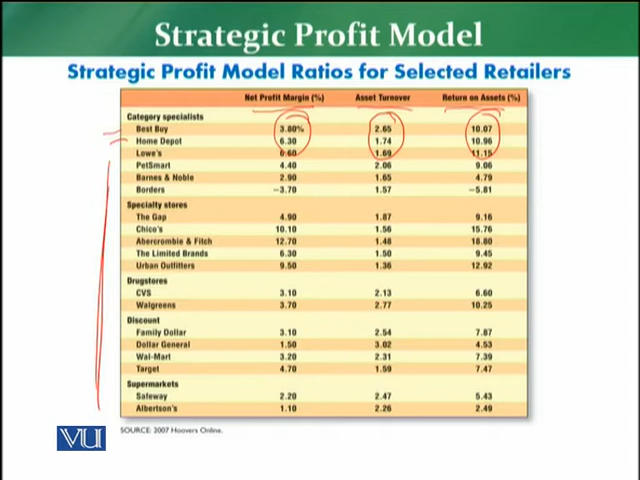 Strategic Profit Model
Strategic Profit Model Ratios for Selected Retailers
Net Profit Margin (%) Asset Turnover Return on Assets (%)
Category specialists
Best Buy 3.80% 2.65 10.07
Home Depot 6.30 1.74 10.96
Lowe's 6.60 1.69 11.15
PetSmart 4.40 2.06 9.06
Barnes & Noble 2.90 1.65 4.79
Borders −3.70 1.57 −5.81
Specialty stores
The Gap 4.90 1.87 9.16
Chico's 10.10 1.56 15.76
Abercrombie & Fitch 12.70 1.48 18.80
The Limited Brands 6.30 1.50 9.45
Urban Outfitters 9.50 1.36 12.92
Drugstores
CVS 3.10 2.13 6.60
Walgreens 3.70 2.77 10.25
Discount
Family Dollar 3.10 2.54 7.87
Dollar General 1.50 3.02 4.53
Wal-Mart 3.20 2.31 7.39
Target 4.70 1.59 7.47
Supermarkets
Safeway 2.20 2.47 5.43
Albertson's 1.10 2.26 2.49
SOURCE: 2007 Hoovers Online.
VU